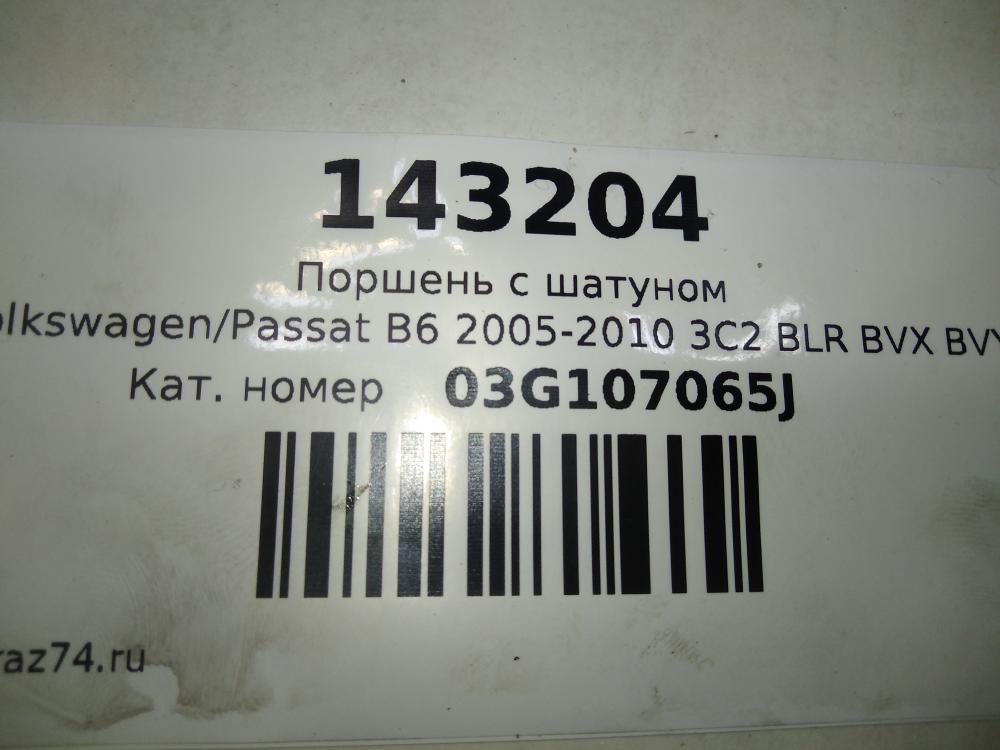 143204
Поршень с шатуном
olkswagen/Passat B6 2005-2010 3C2 BLR BVX BVY
Кат. номер 03G107065J
raz74.ru